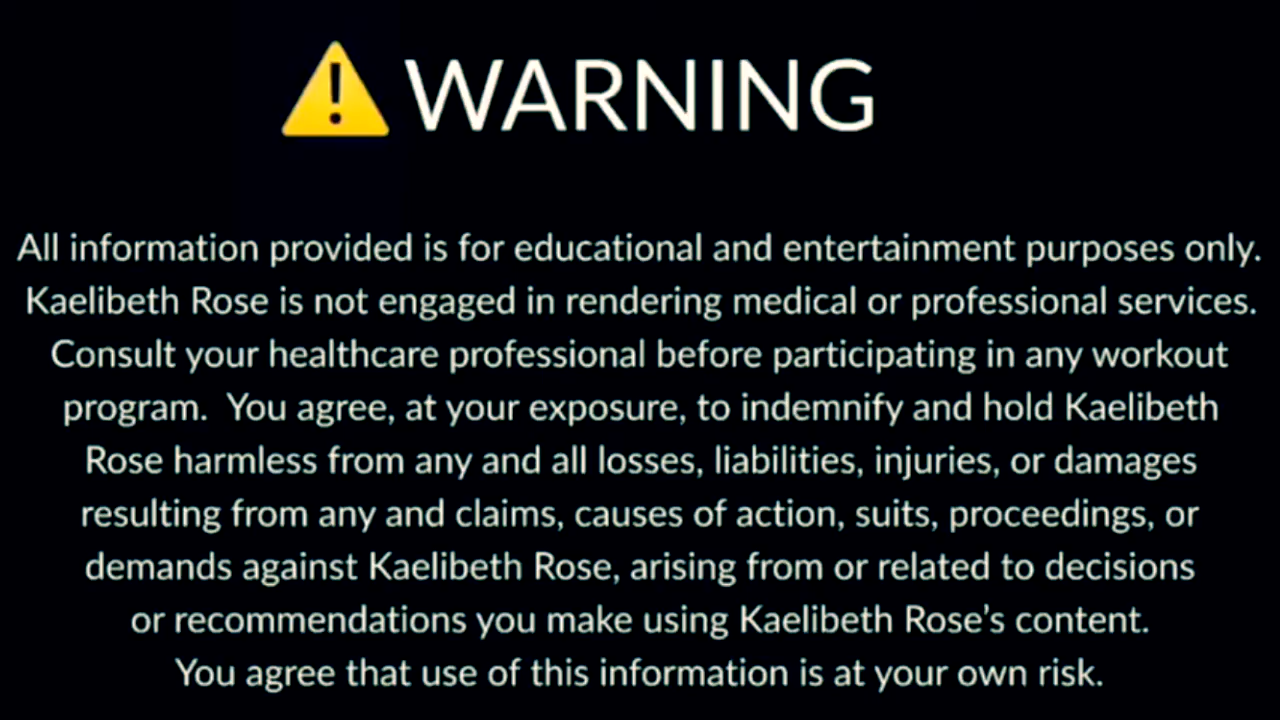 ⚠️WARNING
All information provided is for educational and entertainment purposes only.
Kaelibeth Rose is not engaged in rendering medical or professional services.
Consult your healthcare professional before participating in any workout
program.  You agree, at your exposure, to indemnify and hold Kaelibeth
Rose harmless from any and all losses, liabilities, injuries, or damages
resulting from any and claims, causes of action, suits, proceedings, or
demands against Kaelibeth Rose, arising from or related to decisions
or recommendations you make using Kaelibeth Rose's content.
You agree that use of this information is at your own risk.